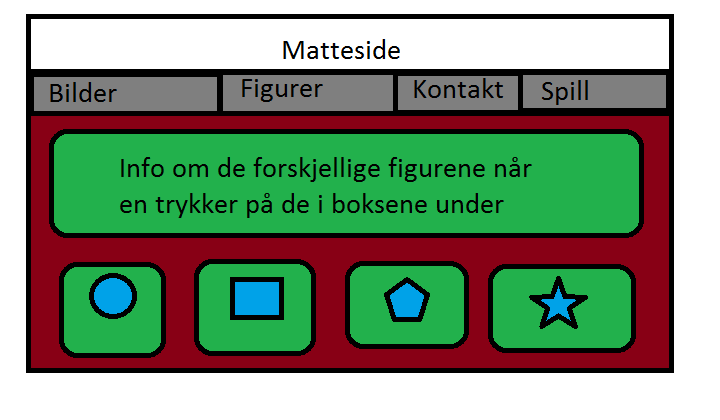 Matteside
Bilder
Figurer
Kontakt
Spill
Info om de forskjellige figurene når
en trykker på de i boksene under